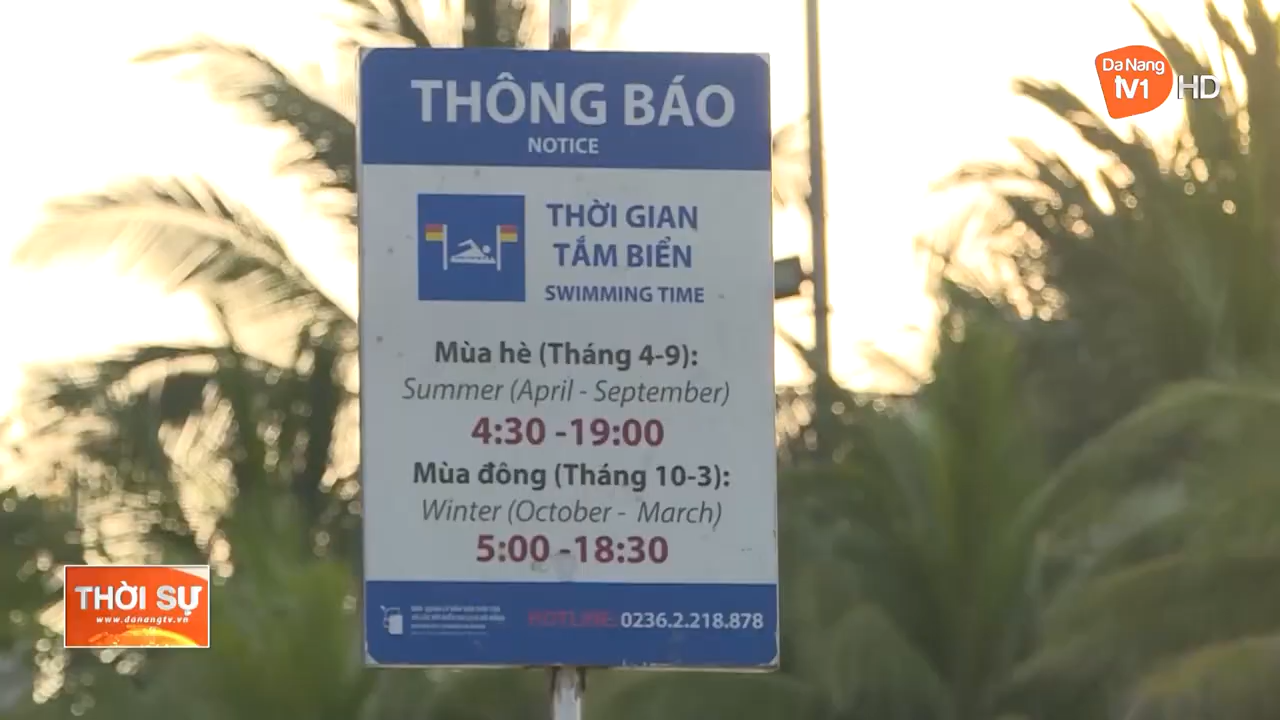 Da Nang
TV1 HD
THÔNG BÁO
NOTICE
THỜI GIAN
TẮM BIỂN
SWIMMING TIME
Mùa hè (Tháng 4-9):
Summer (April - September)
4:30 -19:00
Mùa đông (Tháng 10-3):
Winter (October - March)
5:00 -18:30
HOTLINE: 0236.2.218.878
THỜI SỰ
www.danangtv.vn